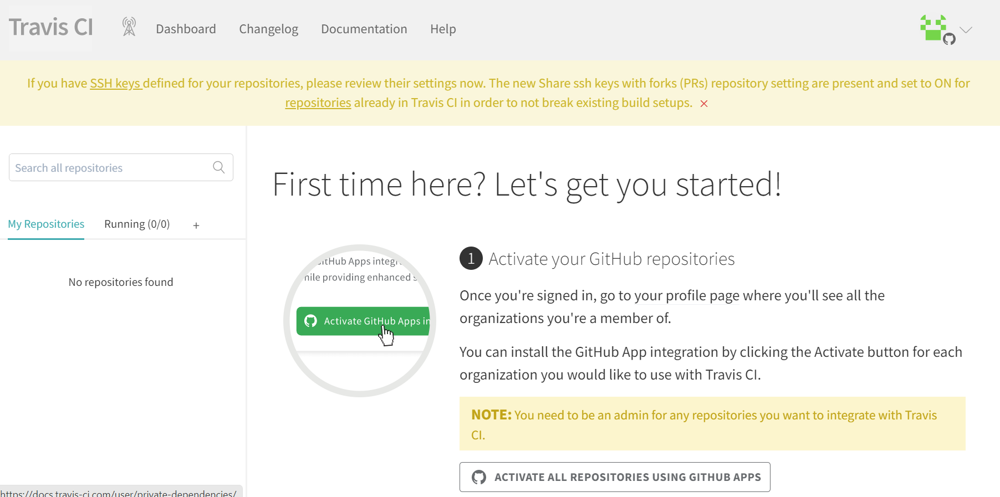 Travis CI
Dashboard
Changelog
Documentation
Help
If you have SSH keys defined for your repositories, please review their settings now. The new Share ssh keys with forks (PRs) repository setting are present and set to ON for
repositories already in Travis CI in order to not break existing build setups.
Search all repositories
My Repositories
Running (0/0)
+
No repositories found
First time here? Let's get you started!
GitHub Apps integr
hile providing enhanced s
Activate GitHub Apps in
1 Activate your GitHub repositories
Once you're signed in, go to your profile page where you'll see all the
organizations you're a member of.
You can install the GitHub App integration by clicking the Activate button for each
organization you would like to use with Travis CI.
NOTE: You need to be an admin for any repositories you want to integrate with Travis
CI.
ACTIVATE ALL REPOSITORIES USING GITHUB APPS
https://docs.travis-ci.com/user/private-dependencies/